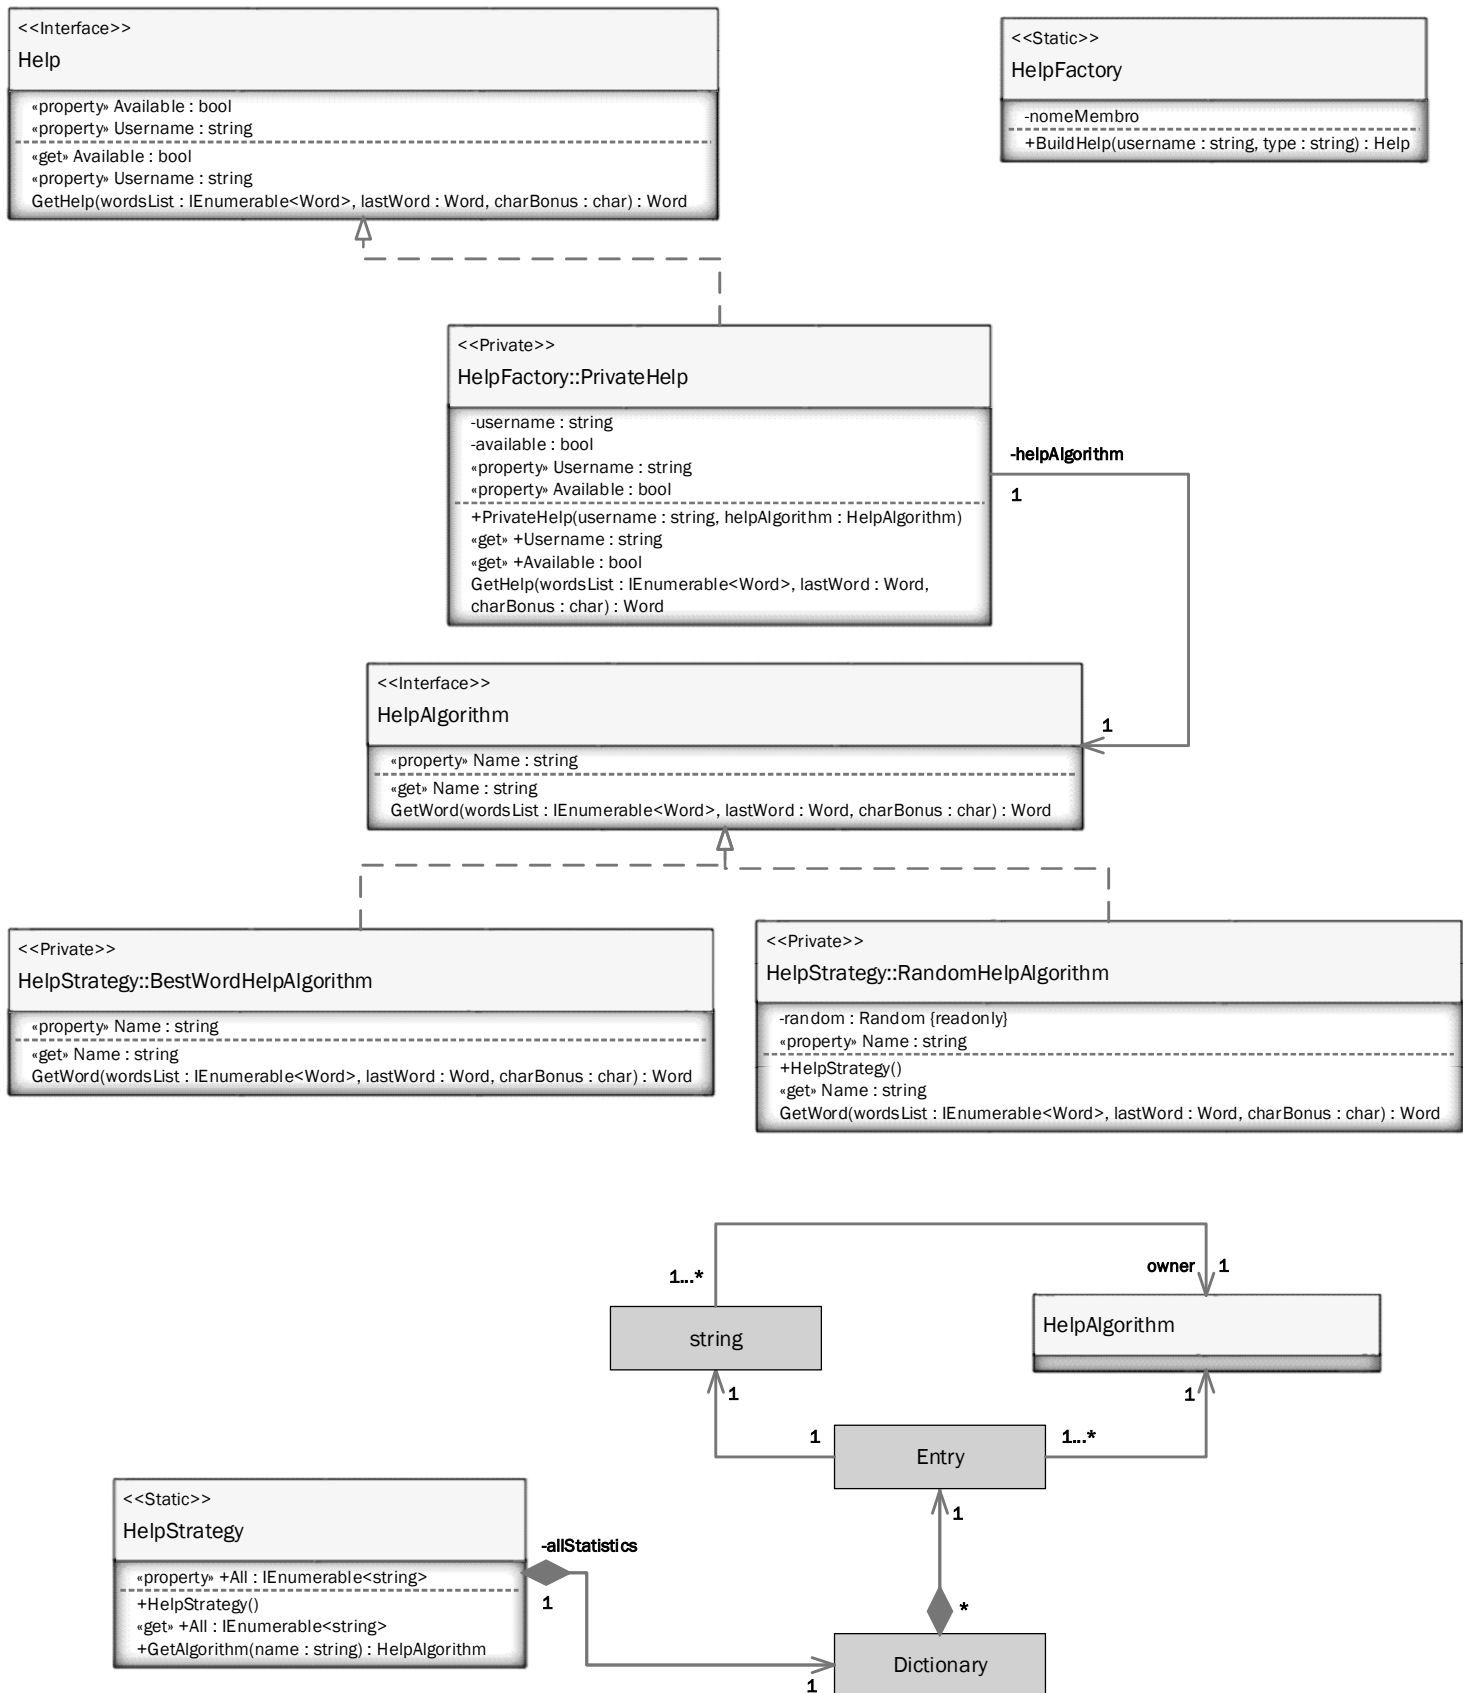 <<Interface>>
Help
«property» Available : bool
«property» Username : string
«get» Available : bool
«property» Username : string
GetHelp(wordsList : IEnumerable<Word>, lastWord : Word, charBonus : char) : Word
<<Static>>
HelpFactory
-nomeMembro
+BuildHelp(username : string, type : string) : Help
<<Private>>
HelpFactory::PrivateHelp
-username : string
-available : bool
«property» Username : string
«property» Available : bool
+PrivateHelp(username : string, helpAlgorithm : HelpAlgorithm)
«get» +Username : string
«get» +Available : bool
GetHelp(wordsList : IEnumerable<Word>, lastWord : Word,
charBonus : char) : Word
-helpAlgorithm
1
1
<<Interface>>
HelpAlgorithm
«property» Name : string
«get» Name : string
GetWord(wordsList : IEnumerable<Word>, lastWord : Word, charBonus : char) : Word
<<Private>>
HelpStrategy::BestWordHelpAlgorithm
«property» Name : string
«get» Name : string
GetWord(wordsList : IEnumerable<Word>, lastWord : Word, charBonus : char) : Word
<<Private>>
HelpStrategy::RandomHelpAlgorithm
-random : Random {readonly}
«property» Name : string
+HelpStrategy()
«get» Name : string
GetWord(wordsList : IEnumerable<Word>, lastWord : Word, charBonus : char) : Word
1...*
owner
1
string
HelpAlgorithm
1
1
1
Entry
1...*
1
<<Static>>
HelpStrategy
«property» +All : IEnumerable<string>
+HelpStrategy()
«get» +All : IEnumerable<string>
+GetAlgorithm(name : string) : HelpAlgorithm
-allStatistics
1
*
Dictionary
1